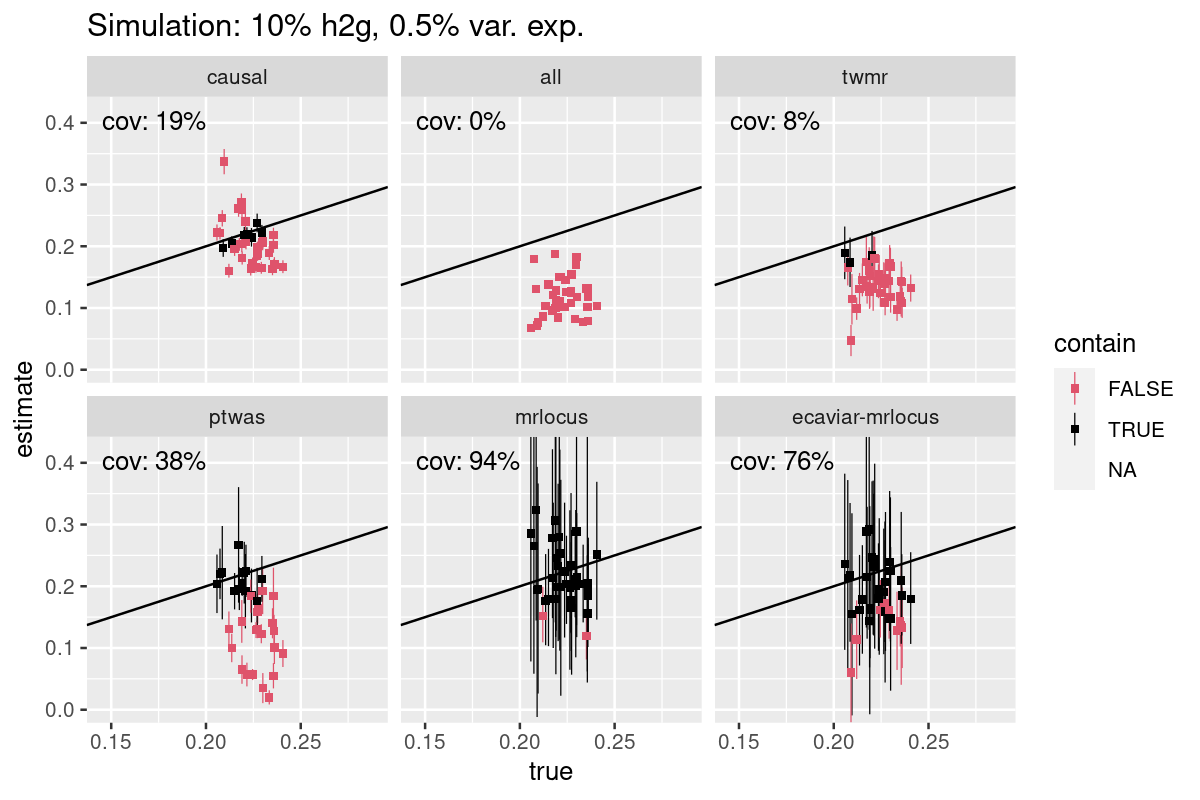 Simulation: 10% h2g, 0.5% var. exp.
causal
all
twmr
cov: 19%
cov: 0%
cov: 8%
0.4
0.3
0.2
0.1
0.0
ptwas
mrlocus
ecaviar-mrlocus
cov: 38%
cov: 94%
cov: 76%
0.4
0.3
0.2
0.1
0.0
0.15
0.20
0.25
0.15
0.20
0.25
0.15
0.20
0.25
true
estimate
contain
FALSE
TRUE
NA